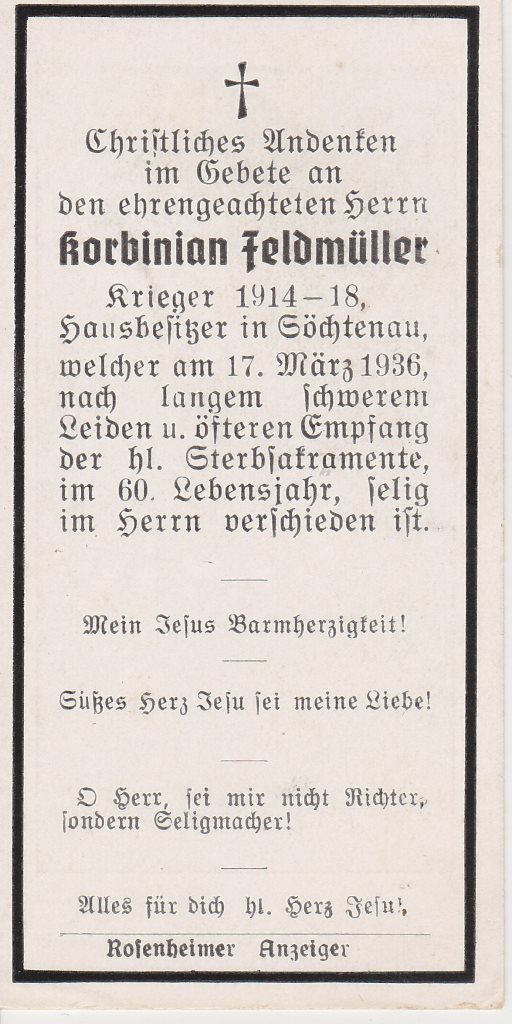 Christliches Andenken
im Gebete an
den ehrengeachteten Herrn
Korbinian Feldmüller
Krieger 1914–18,
Hausbesitzer in Söchtenau,
welcher am 17. März 1936,
nach langem schwerem
Leiden u. öfteren Empfang
der hl. Sterbsakramente,
im 60. Lebensjahr, selig
im Herrn verschieden ist.
Mein Jesus Barmherzigkeit!
Süßes Herz Jesu sei meine Liebe!
O Herr, sei mir nicht Richter,
sondern Seligmacher!
Alles für dich hl. Herz Jesu!
Rosenheimer Anzeiger